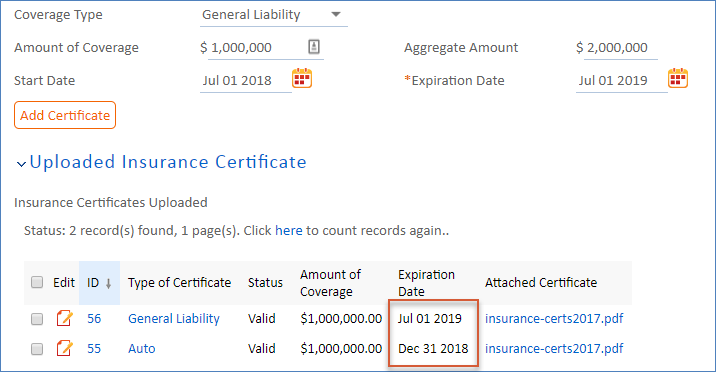 Coverage Type General Liability
Amount of Coverage $ 1,000,000 Aggregate Amount $ 2,000,000
Start Date Jul 01 2018 *Expiration Date Jul 01 2019
Add Certificate
Uploaded Insurance Certificate
Insurance Certificates Uploaded
Status: 2 record(s) found, 1 page(s). Click here to count records again..
Edit ID Type of Certificate Status Amount of Coverage Expiration Date Attached Certificate
56 General Liability Valid $1,000,000.00 Jul 01 2019 insurance-certs2017.pdf
55 Auto Valid $1,000,000.00 Dec 31 2018 insurance-certs2017.pdf